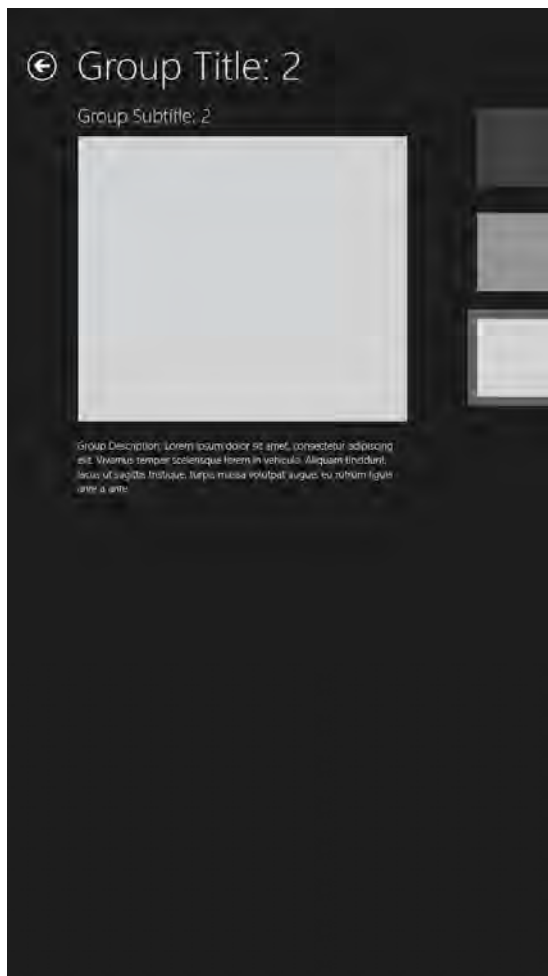 Group Title: 2
Group Subtitle: 2
Group Description: Lorem ipsum dolor sit amet, consectetur adipiscing
elit. Vivamus tempor scelerisque lorem in vehicula. Aliquam tincidunt,
lacus ut sagittis tristique, turpis massa volutpat augue, eu rutrum ligula
ante a ante.